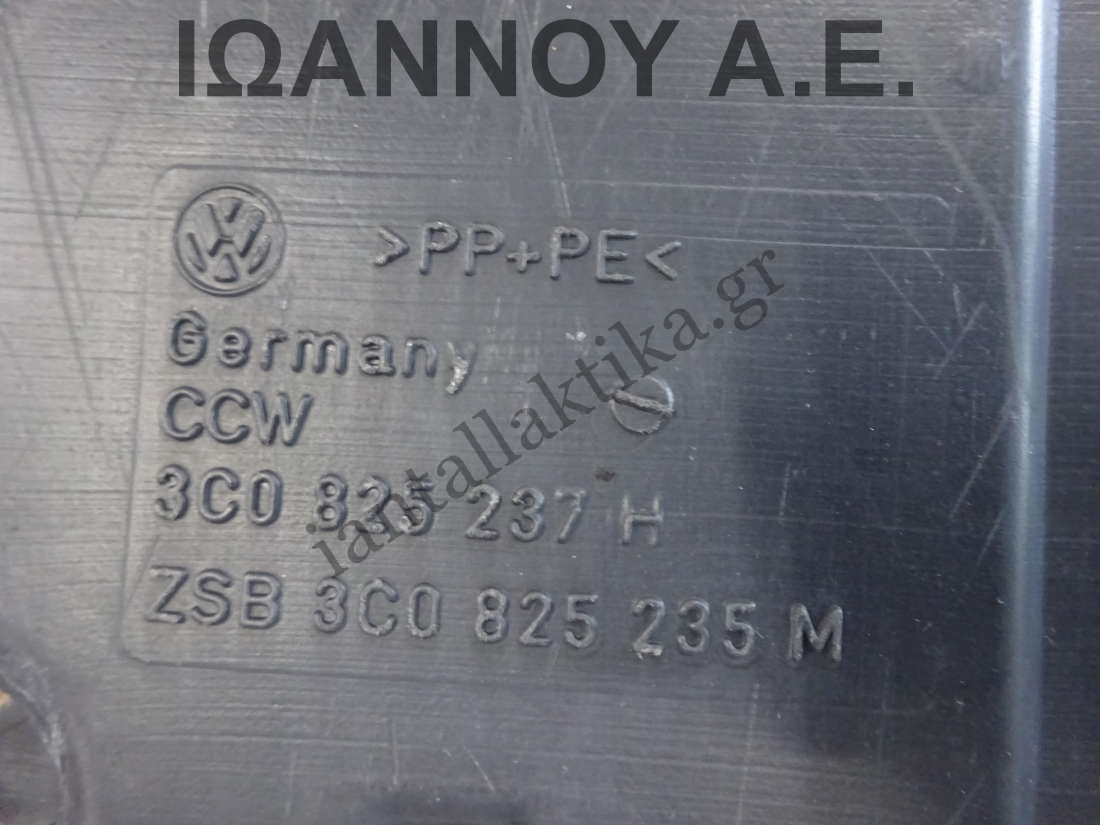 ΙΩΑΝΝΟΥ Α.Ε.
>PP+PE<
Germany
CCW
3C0 825 237 H
ZSB 3C0 825 235 M
iantallaktika.gr